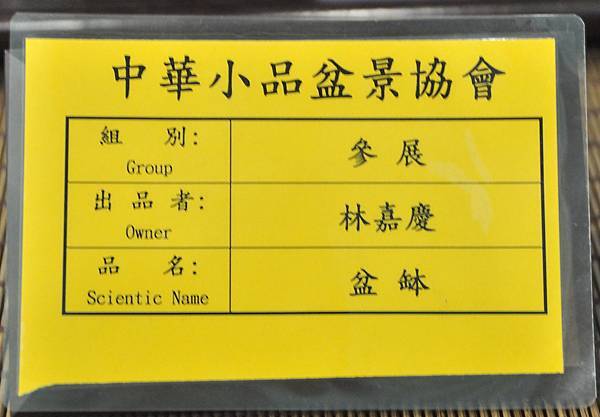 中華小品盆景協會
組 別: 參展
Group
出品者: 林嘉慶
Owner
品 名: 盆缽
Scientic Name